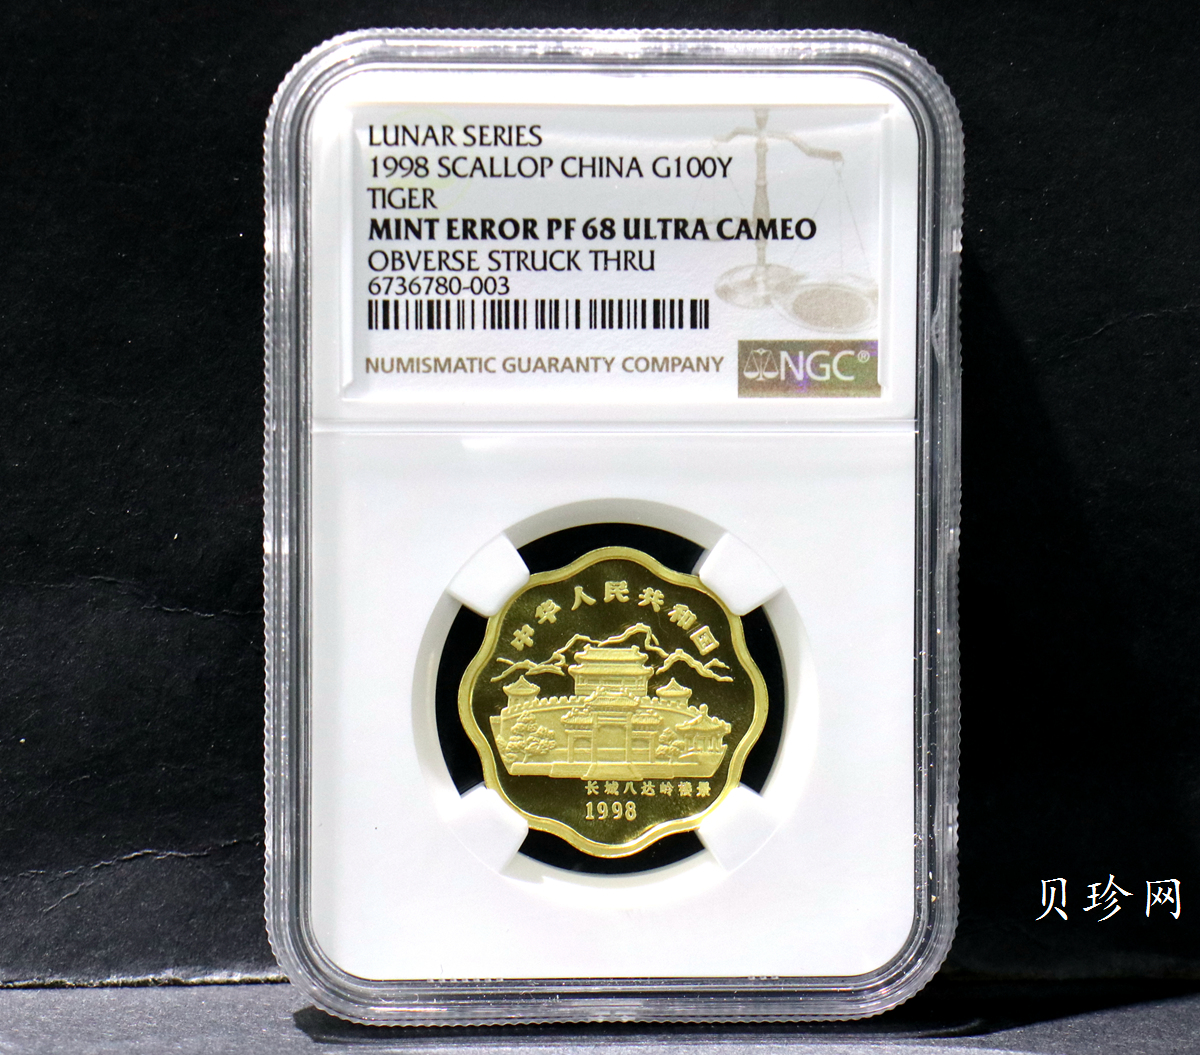 LUNAR SERIES
1998 SCALLOP CHINA G100Y
TIGER
MINT ERROR PF 68 ULTRA CAMEO
OBVERSE STRUCK THRU
6736780-003
NUMISMATIC GUARANTY COMPANY
NGC®
中华人民共和国
长城八达岭楼景
1998
贝珍网